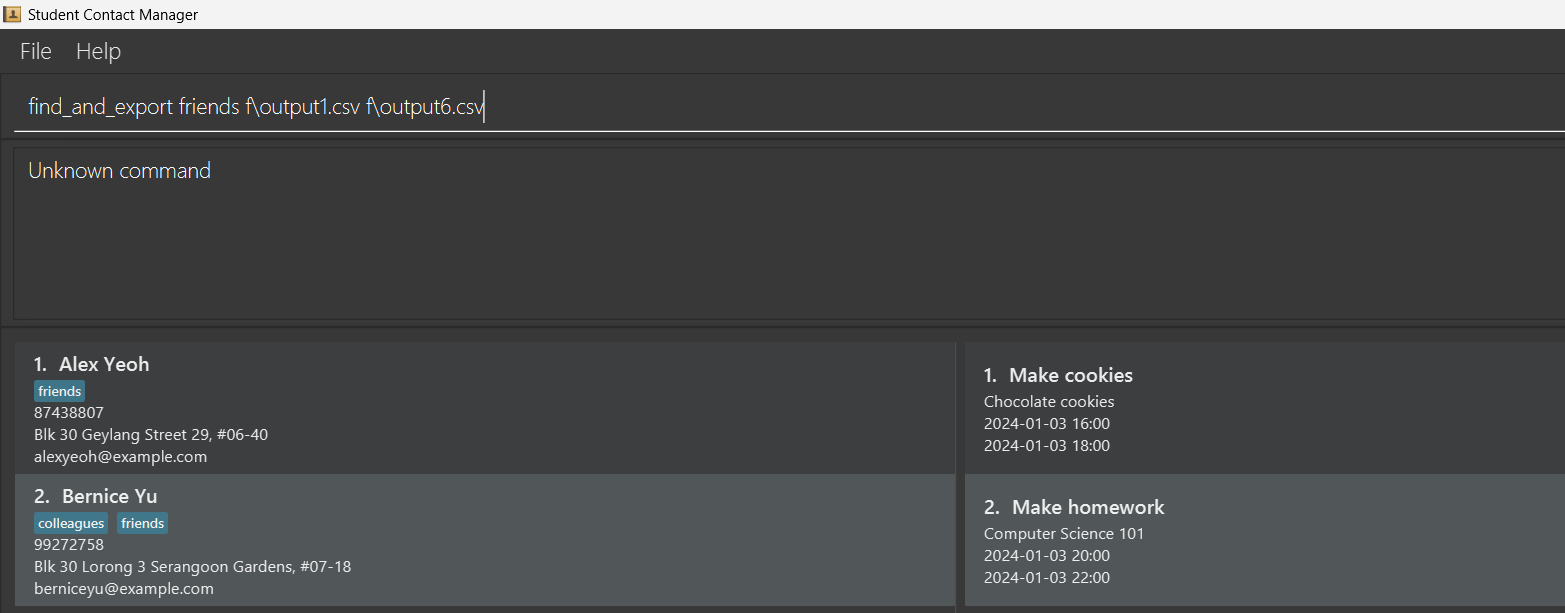 Student Contact Manager
File Help
find_and_export friends f\output1.csv f\output6.csv
Unknown command
1. Alex Yeoh
friends
87438807
Blk 30 Geylang Street 29, #06-40
alexyeoh@example.com
2. Bernice Yu
colleagues friends
99272758
Blk 30 Lorong 3 Serangoon Gardens, #07-18
berniceyu@example.com
1. Make cookies
Chocolate cookies
2024-01-03 16:00
2024-01-03 18:00
2. Make homework
Computer Science 101
2024-01-03 20:00
2024-01-03 22:00